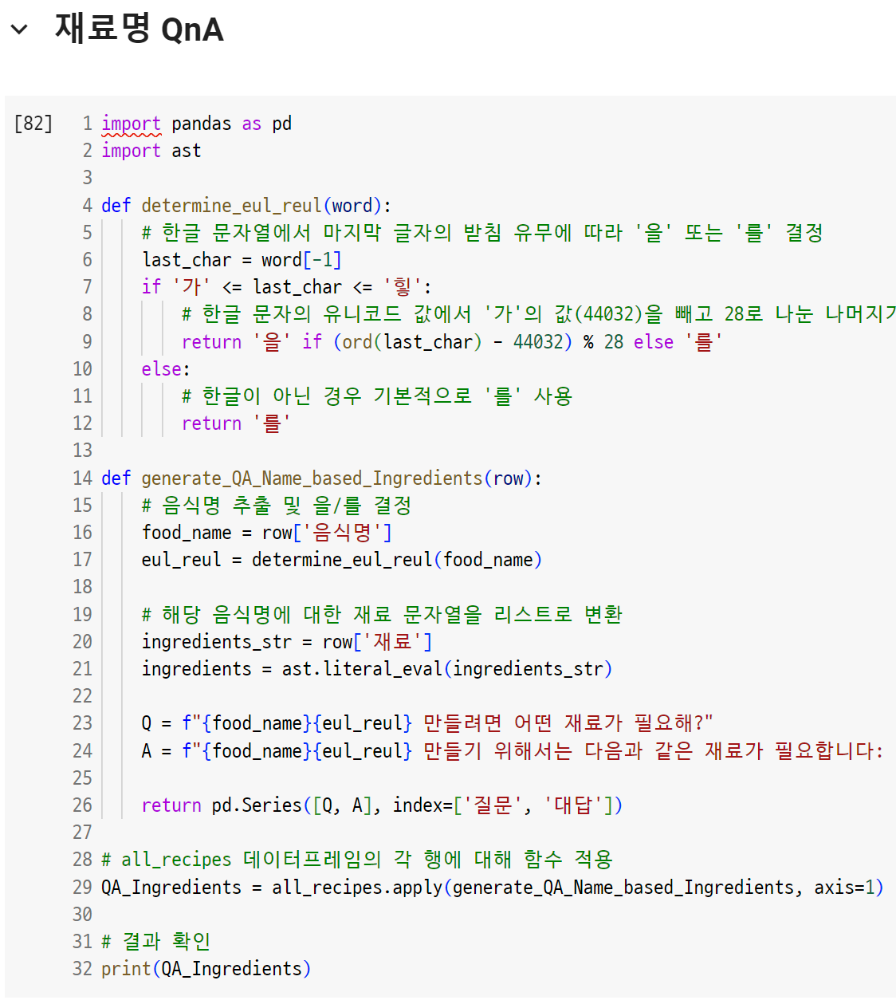 재료명 QnA
[82]
1 import pandas as pd
2 import ast
3
4 def determine_eul_reul(word):
5     # 한글 문자열에서 마지막 글자의 받침 유무에 따라 '을' 또는 '를' 결정
6     last_char = word[-1]
7     if '가' <= last_char <= '힣':
8         # 한글 문자의 유니코드 값에서 '가'의 값(44032)을 빼고 28로 나눈 나머지가
9         return '을' if (ord(last_char) - 44032) % 28 else '를'
10     else:
11         # 한글이 아닌 경우 기본적으로 '를' 사용
12         return '를'
13
14 def generate_QA_Name_based_Ingredients(row):
15     # 음식명 추출 및 을/를 결정
16     food_name = row['음식명']
17     eul_reul = determine_eul_reul(food_name)
18
19     # 해당 음식명에 대한 재료 문자열을 리스트로 변환
20     ingredients_str = row['재료']
21     ingredients = ast.literal_eval(ingredients_str)
22
23     Q = f"{food_name}{eul_reul} 만들려면 어떤 재료가 필요해?"
24     A = f"{food_name}{eul_reul} 만들기 위해서는 다음과 같은 재료가 필요합니다:
25
26     return pd.Series([Q, A], index=['질문', '대답'])
27
28 # all_recipes 데이터프레임의 각 행에 대해 함수 적용
29 QA_Ingredients = all_recipes.apply(generate_QA_Name_based_Ingredients, axis=1)
30
31 # 결과 확인
32 print(QA_Ingredients)